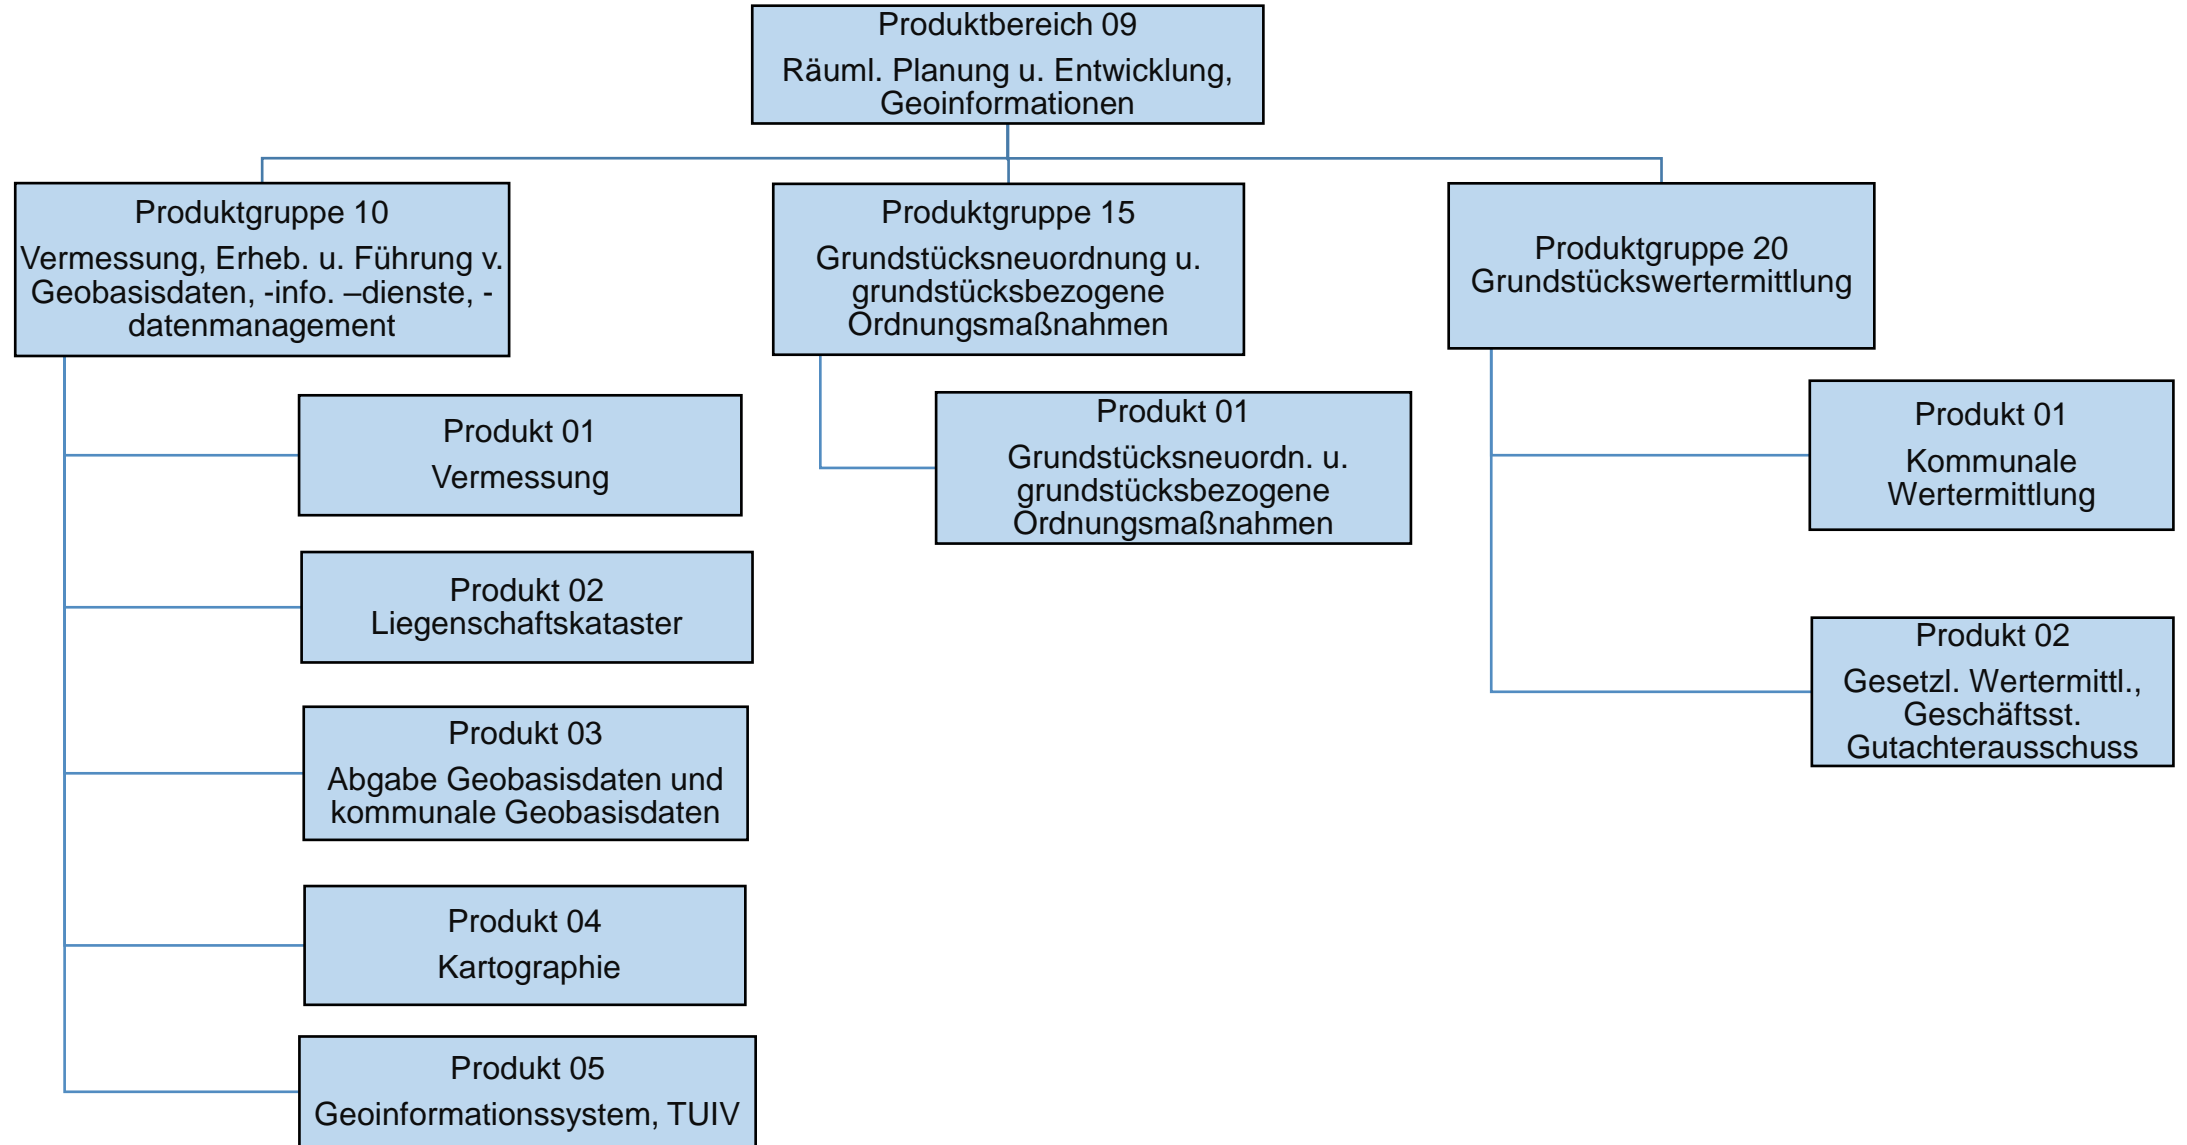 Produktbereich 09
Räuml. Planung u. Entwicklung,
Geoinformationen
Produktgruppe 10
Vermessung, Erheb. u. Führung v.
Geobasisdaten, -info. –dienste, -
datenmanagement
Produkt 01
Vermessung
Produkt 02
Liegenschaftskataster
Produkt 03
Abgabe Geobasisdaten und
kommunale Geobasisdaten
Produkt 04
Kartographie
Produkt 05
Geoinformationssystem, TUIV
Produktgruppe 15
Grundstücksneuordnung u.
grundstücksbezogene
Ordnungsmaßnahmen
Produkt 01
Grundstücksneuordn. u.
grundstücksbezogene
Ordnungsmaßnahmen
Produktgruppe 20
Grundstückswertermittlung
Produkt 01
Kommunale
Wertermittlung
Produkt 02
Gesetzl. Wertermittl.,
Geschäftsst.
Gutachterausschuss